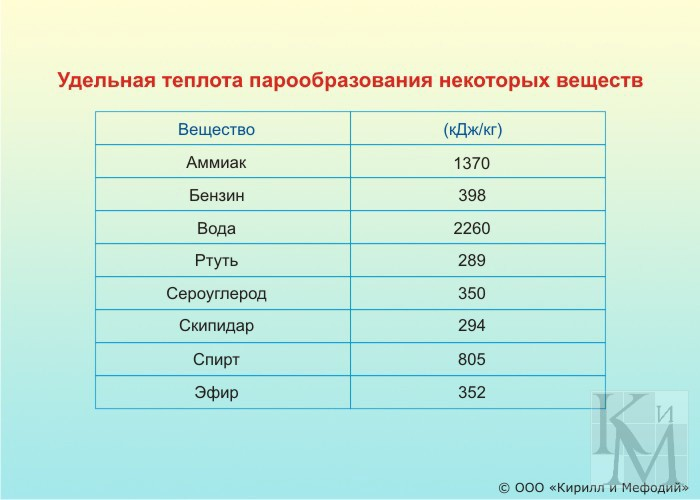 Удельная теплота парообразования некоторых веществ
Вещество (кДж/кг)
Аммиак 1370
Бензин 398
Вода 2260
Ртуть 289
Сероуглерод 350
Скипидар 294
Спирт 805
Эфир 352
К и М
© ООО «Кирилл и Мефодий»